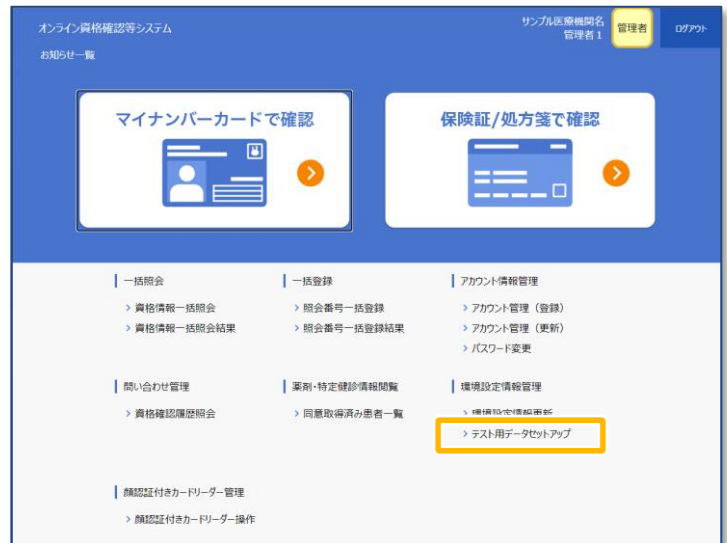 オンライン資格確認等システム
サンプル医療機関名
管理者1
管理者
ログアウト
お知らせ一覧
マイナンバーカードで確認
保険証/処方箋で確認
一括照会
一括登録
アカウント情報管理
> 資格情報一括照会
> 照会番号一括登録
> アカウント管理（登録）
> 資格情報一括照会結果
> 照会番号一括登録結果
> アカウント管理（更新）
> パスワード変更
問い合わせ管理
薬剤・特定健診情報閲覧
環境設定情報管理
> 資格確認履歴照会
> 同意取得済み患者一覧
> 環境設定情報更新
> テスト用データセットアップ
顔認証付きカードリーダー管理
> 顔認証付きカードリーダー操作